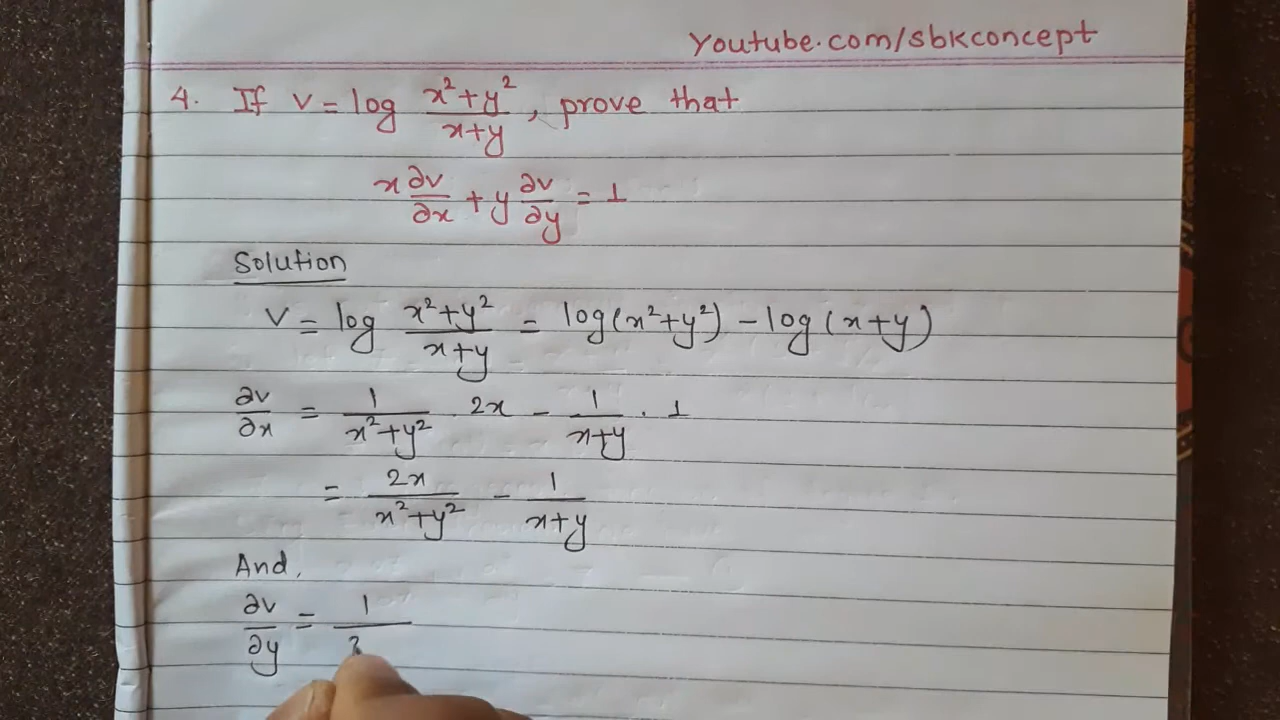 Youtube.com/sbkconcept
4. If v = log (x²+y²)/(x+y), prove that
x ∂v/∂x + y ∂v/∂y = 1
Solution
v = log (x²+y²)/(x+y) = log(x²+y²) - log(x+y)
∂v/∂x = 1/(x²+y²) . 2x - 1/(x+y) . 1
= 2x/(x²+y²) - 1/(x+y)
And,
∂v/∂y = 1/